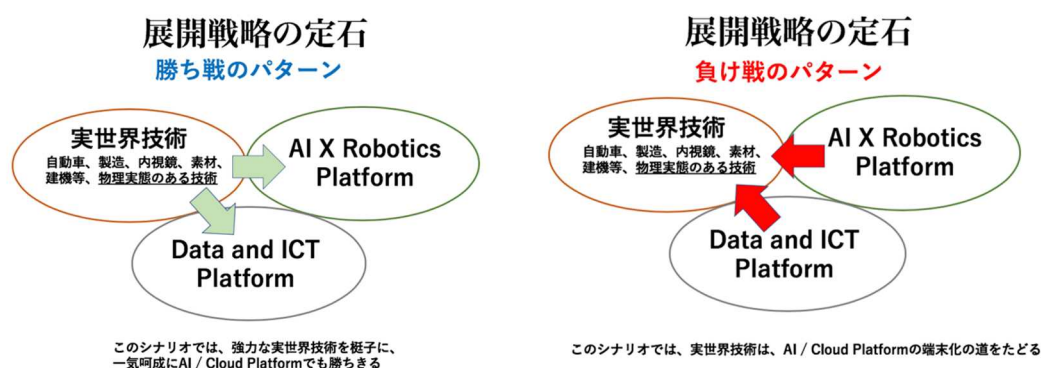 展開戦略の定石
勝ち戦のパターン
実世界技術
自動車、製造、内視鏡、素材、
建機等、物理実態のある技術
AI X Robotics
Platform
Data and ICT
Platform
このシナリオでは、強力な実世界技術を梃子に、
一気呵成にAI / Cloud Platformでも勝ちきる
展開戦略の定石
負け戦のパターン
実世界技術
自動車、製造、内視鏡、素材、
建機等、物理実態のある技術
AI X Robotics
Platform
Data and ICT
Platform
このシナリオでは、実世界技術は、AI / Cloud Platformの端末化の道をたどる